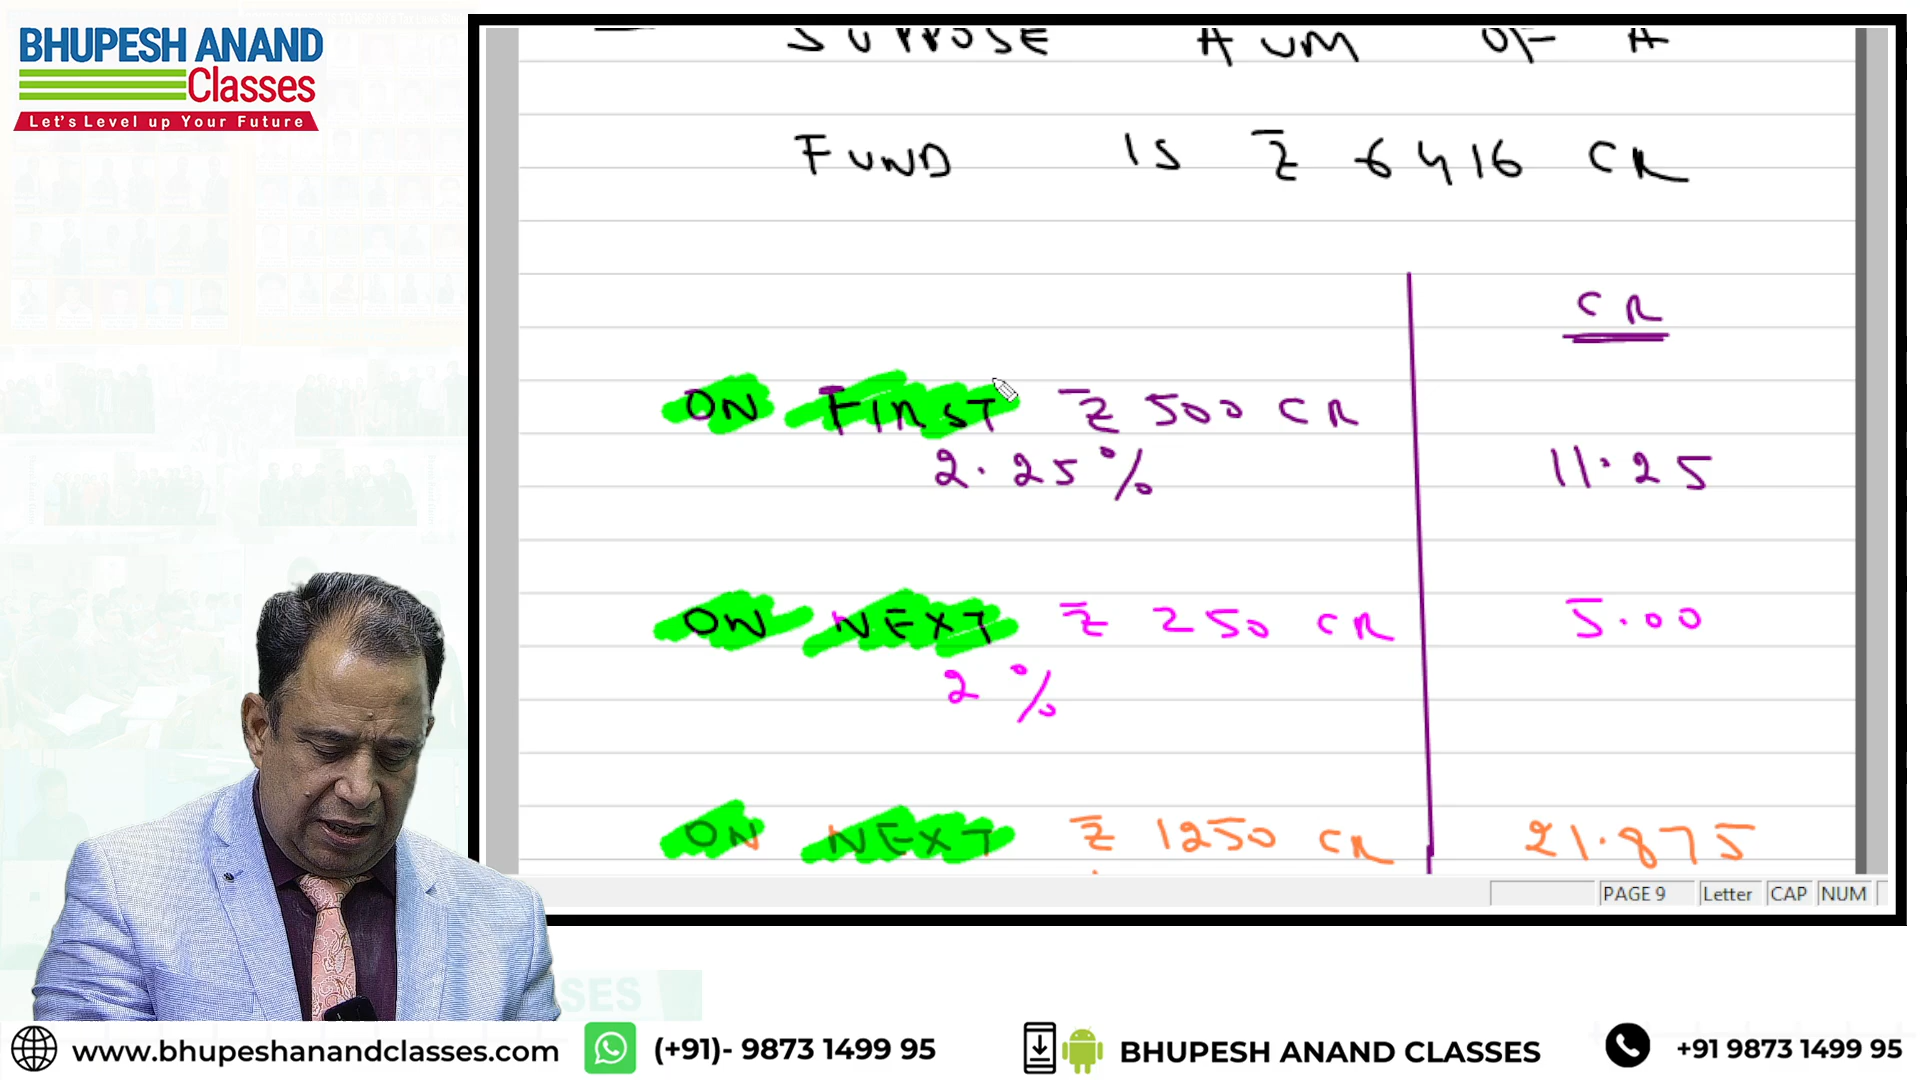 BHUPESH ANAND
Classes
Let's Level up Your Future
SUPPOSE AUM OF A
FUND IS ₹ 6416 CR
CR
ON FIRST ₹ 500 CR
2.25% 11.25
ON NEXT ₹ 250 CR 5.00
2%
ON NEXT ₹ 1250 CR 21.875
PAGE 9 Letter CAP NUM
SSES
www.bhupeshanandclasses.com (+91)- 9873 1499 95 BHUPESH ANAND CLASSES +91 9873 1499 95